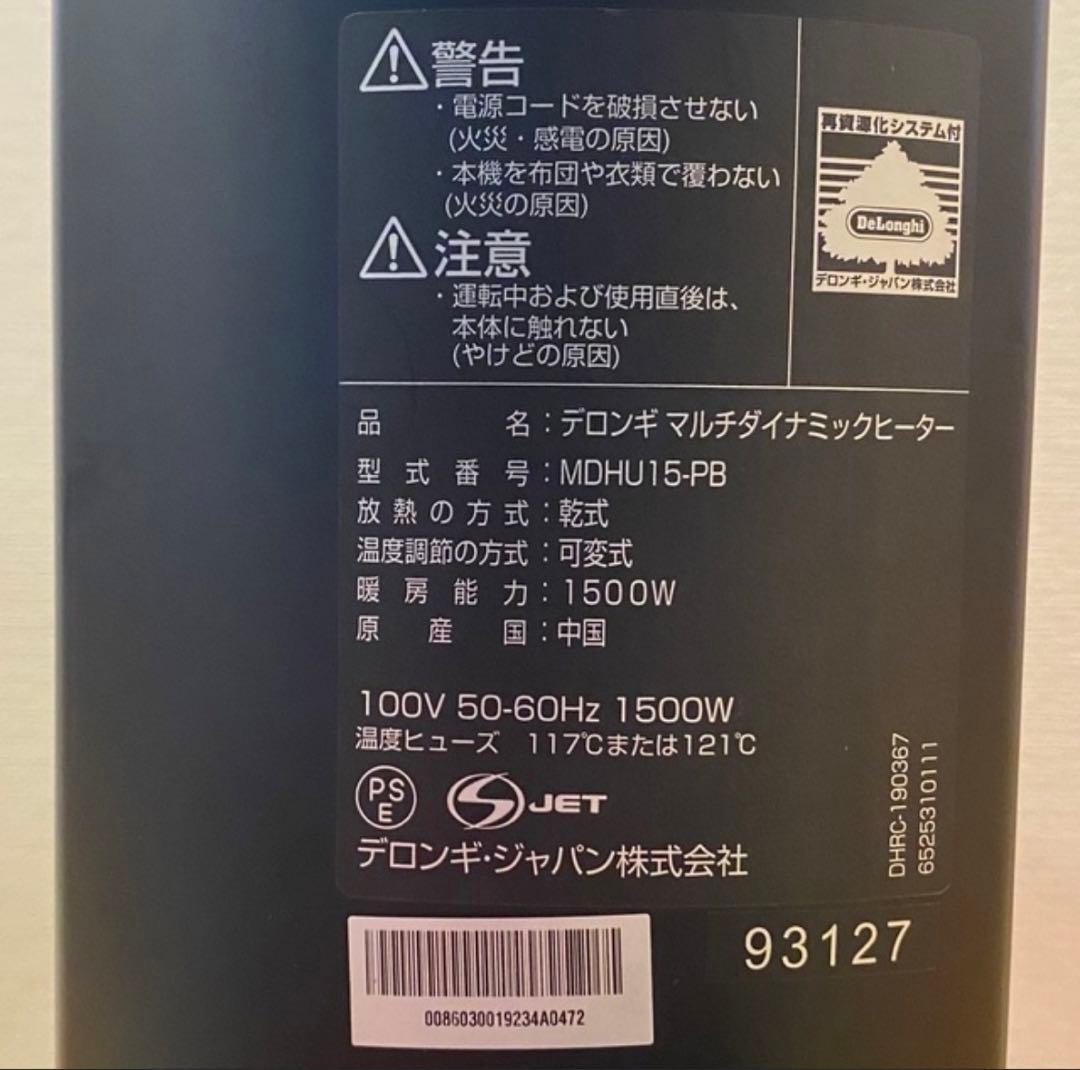 警告
・電源コードを破損させない
(火災・感電の原因)
・本機を布団や衣類で覆わない
(火災の原因)
注意
・運転中および使用直後は、
本体に触れない
(やけどの原因)
再資源化システム付
DeLonghi
デロンギ・ジャパン株式会社
品名：デロンギ マルチダイナミックヒーター
型式番号：MDHU15-PB
放熱の方式：乾式
温度調節の方式：可変式
暖房能力：1500W
原産国：中国
100V 50-60Hz 1500W
温度ヒューズ 117℃または121℃
PSE
JET
デロンギ・ジャパン株式会社
DHRC-190367
6525310111
0086030019234A0472
93127